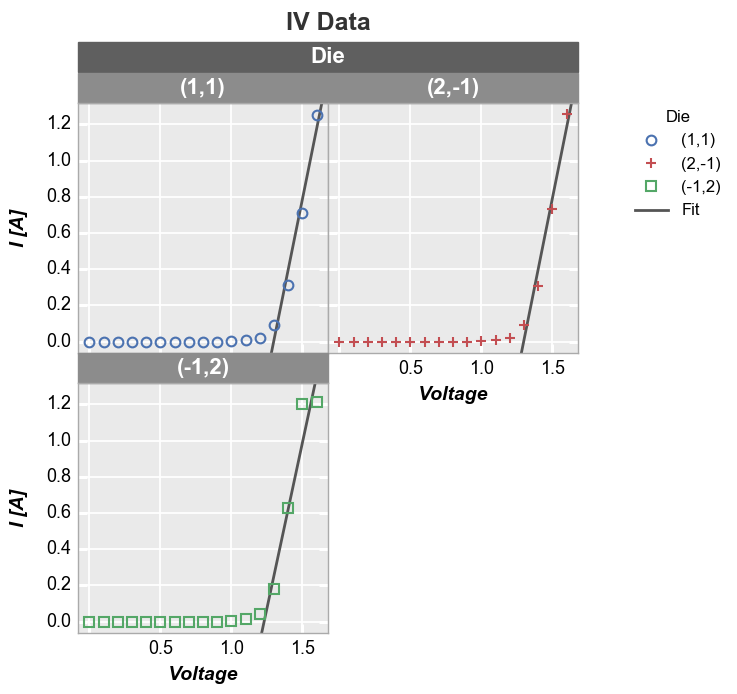 IV Data
Die
(1,1) (2,-1)
1.2
1.0
0.8
0.6
0.4
0.2
0.0
I [A]
0.5 1.0 1.5
Voltage
(-1,2)
1.2
1.0
0.8
0.6
0.4
0.2
0.0
I [A]
0.5 1.0 1.5
Voltage
Die
(1,1)
(2,-1)
(-1,2)
Fit